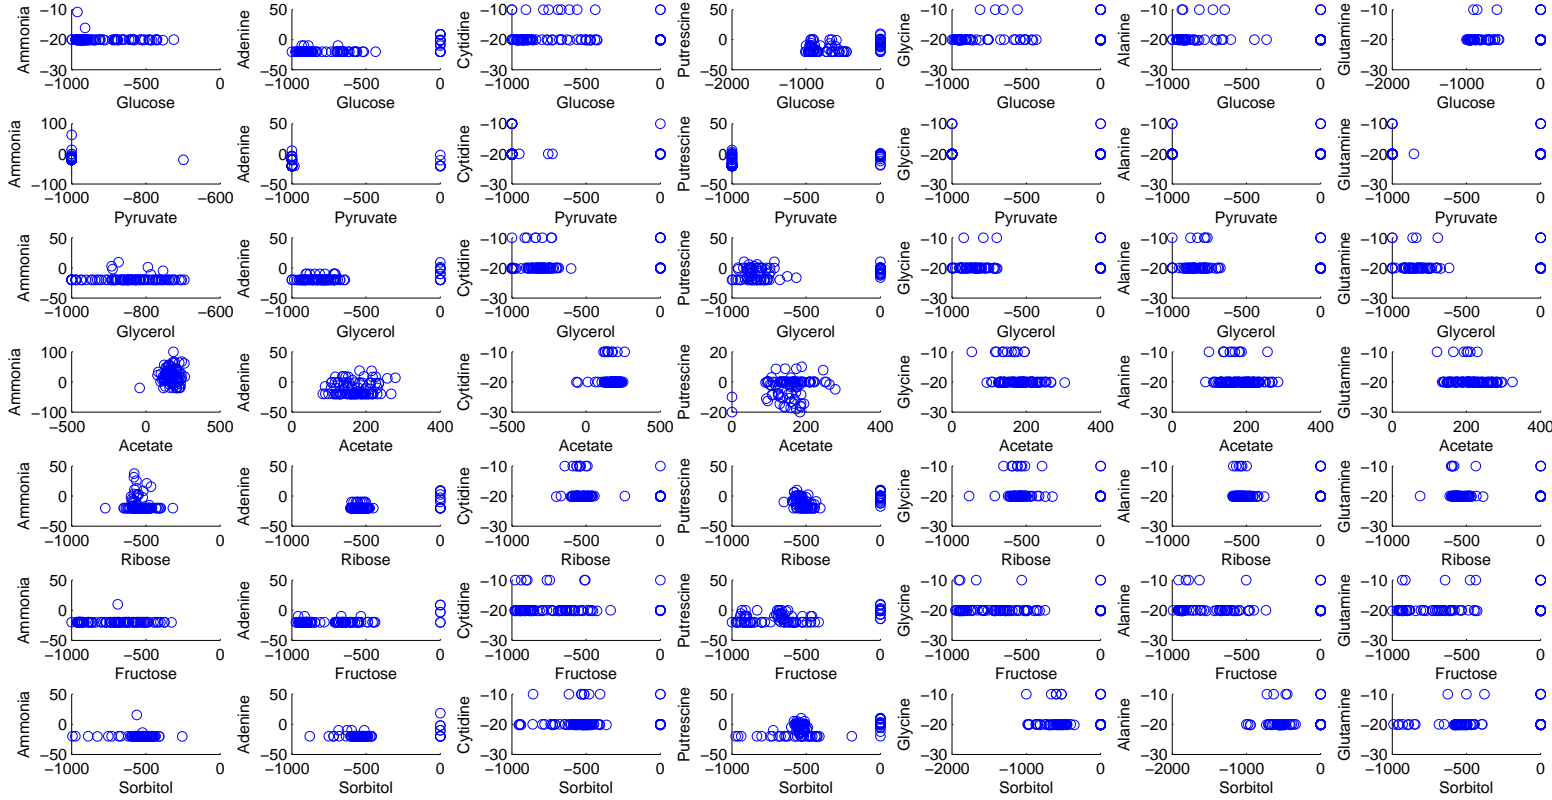 −10 50 −10 50 −10 −10 −10
Ammonia Adenine Cytidine Putrescine Glycine Alanine Glutamine
−20 0 −20 0 −20 −20 −20
−30 −50 −30 −50 −30 −30 −30
−1000 −500 0 −1000 −500 0 −1000 −500 0 −2000 −1000 0 −1000 −500 0 −1000 −500 0 −2000 −1000 0
Glucose Glucose Glucose Glucose Glucose Glucose Glucose
100 50 −10 50 −10 −10 −10
Ammonia Adenine Cytidine Putrescine Glycine Alanine Glutamine
0 0 −20 0 −20 −20 −20
−100 −50 −30 −50 −30 −30 −30
−1000 −800 −600 −1000 −500 0 −1000 −500 0 −1000 −500 0 −1000 −500 0 −1000 −500 0 −1000 −500 0
Pyruvate Pyruvate Pyruvate Pyruvate Pyruvate Pyruvate Pyruvate
50 50 −10 50 −10 −10 −10
Ammonia Adenine Cytidine Putrescine Glycine Alanine Glutamine
0 0 −20 0 −20 −20 −20
−50 −50 −30 −50 −30 −30 −30
−1000 −800 −600 −1000 −500 0 −1000 −500 0 −1000 −500 0 −1000 −500 0 −1000 −500 0 −1000 −500 0
Glycerol Glycerol Glycerol Glycerol Glycerol Glycerol Glycerol
100 50 −10 20 −10 −10 −10
Ammonia Adenine Cytidine Putrescine Glycine Alanine Glutamine
0 0 −20 0 −20 −20 −20
−100 −50 −30 −20 −30 −30 −30
−500 0 500 0 200 400 −500 0 500 0 200 400 0 200 400 0 200 400 0 200 400
Acetate Acetate Acetate Acetate Acetate Acetate Acetate
50 50 −10 50 −10 −10 −10
Ammonia Adenine Cytidine Putrescine Glycine Alanine Glutamine
0 0 −20 0 −20 −20 −20
−50 −50 −30 −50 −30 −30 −30
−1000 −500 0 −1000 −500 0 −1000 −500 0 −1000 −500 0 −1000 −500 0 −1000 −500 0 −1000 −500 0
Ribose Ribose Ribose Ribose Ribose Ribose Ribose
50 50 −10 50 −10 −10 −10
Ammonia Adenine Cytidine Putrescine Glycine Alanine Glutamine
0 0 −20 0 −20 −20 −20
−50 −50 −30 −50 −30 −30 −30
−1000 −500 0 −1000 −500 0 −1000 −500 0 −1000 −500 0 −1000 −500 0 −1000 −500 0 −1000 −500 0
Fructose Fructose Fructose Fructose Fructose Fructose Fructose
50 50 −10 50 −10 −10 −10
Ammonia Adenine Cytidine Putrescine Glycine Alanine Glutamine
0 0 −20 0 −20 −20 −20
−50 −50 −30 −50 −30 −30 −30
−1000 −500 0 −1000 −500 0 −1000 −500 0 −1000 −500 0 −2000 −1000 0 −2000 −1000 0 −1000 −500 0
Sorbitol Sorbitol Sorbitol Sorbitol Sorbitol Sorbitol Sorbitol